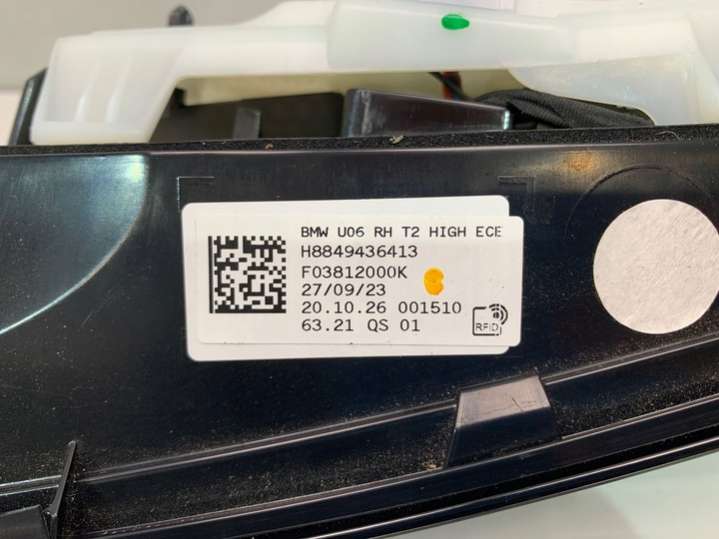 BMW U06 RH T2 HIGH ECE
H8849436413
F03812000K
27/09/23
20.10.26 001510
63.21 QS 01
RFID